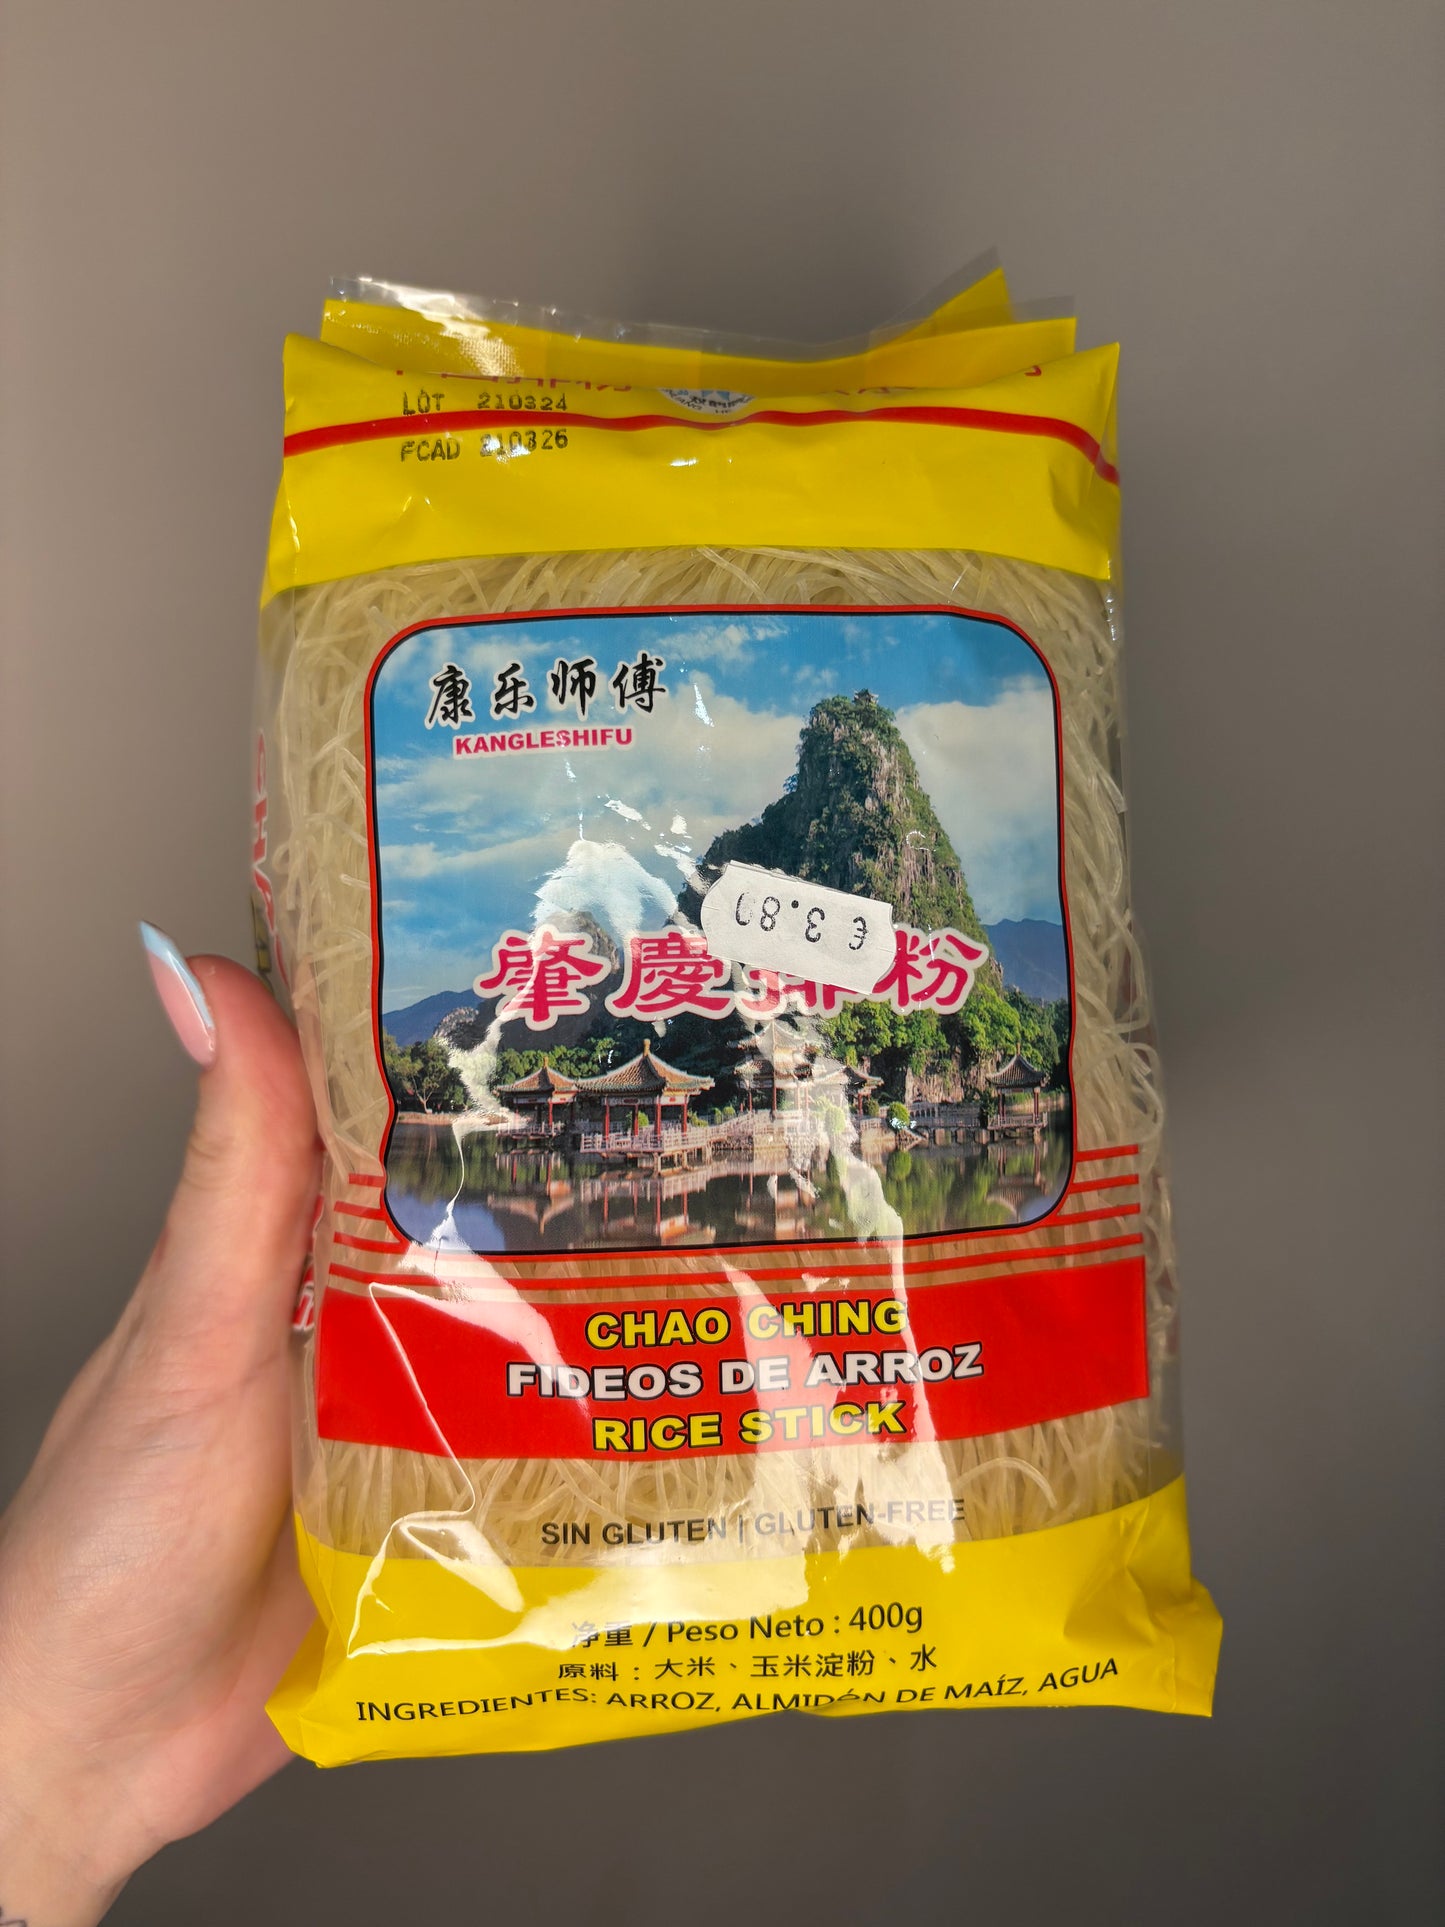 LOT 210324
FCAD 210326
康乐师傅
KANGLESHIFU
€ 3.80
肇慶排粉
CHAO CHING
FIDEOS DE ARROZ
RICE STICK
SIN GLUTEN | GLUTEN-FREE
净重 / Peso Neto : 400g
原料 : 大米、玉米淀粉、水
INGREDIENTES: ARROZ, ALMIDÓN DE MAÍZ, AGUA